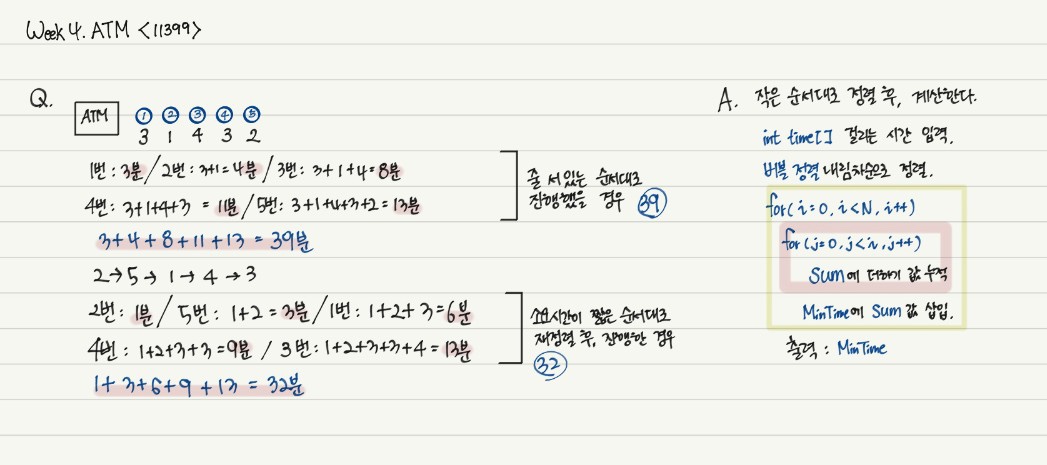 Week 4. ATM <11399>
Q.
ATM ① ② ③ ④ ⑤
3 1 4 3 2
1번 : 3분 / 2번 : 3+1=4분 / 3번 : 3+1+4=8분
4번 : 3+1+4+3 = 11분 / 5번 : 3+1+4+3+2=13분
3+4+8+11+13 = 39분
줄 서있는 순서대로
진행했을 경우 39
2→5→1→4→3
2번 : 1분 / 5번 : 1+2=3분 / 1번 : 1+2+3=6분
4번 : 1+2+3+3=9분 / 3번 : 1+2+3+3+4=13분
1+3+6+9+13 = 32분
소요시간이 짧은 순서대로
재정렬 후, 진행한 경우
32
A. 작은 순서대로 정렬 후, 계산한다.
int time[] 걸리는 시간 입력.
버블 정렬 내림차순으로 정렬.
for(i=0, i<N, i++)
for(j=0, j<i, j++)
Sum에 더하기 값 누적
MinTime에 Sum 값 삽입.
출력 : MinTime